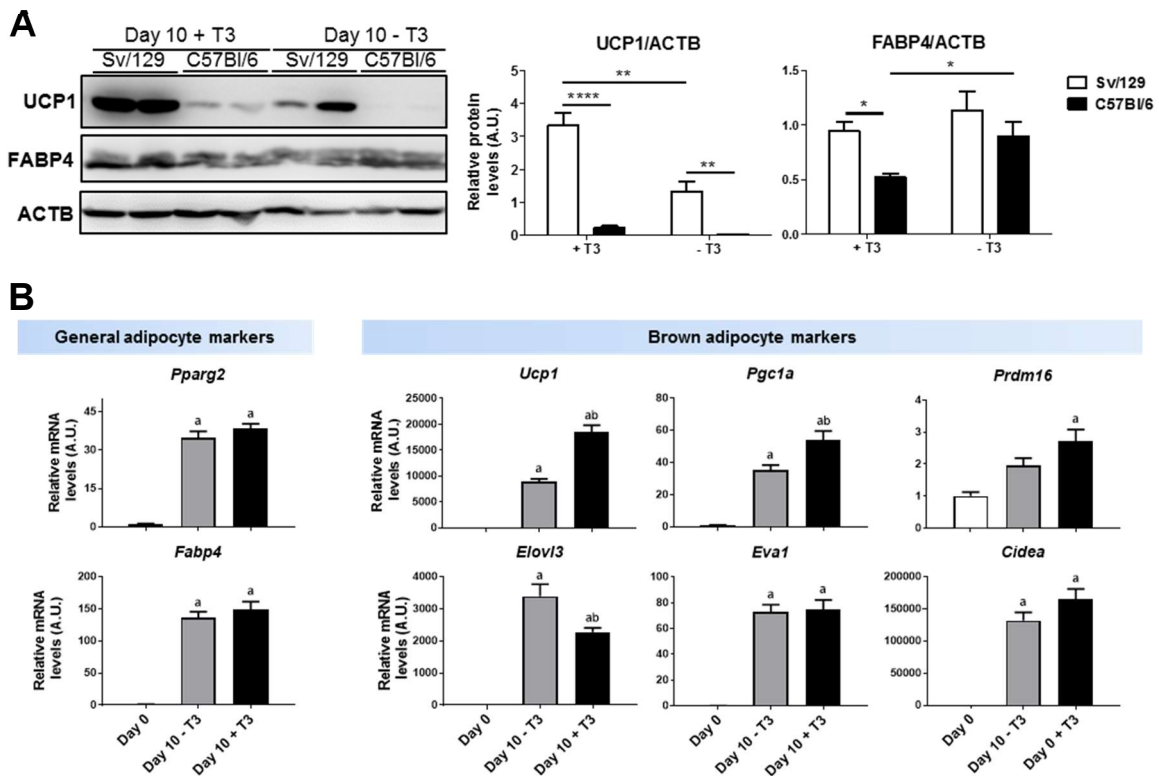 A
Day 10 + T3 Day 10 - T3
Sv/129 C57Bl/6 Sv/129 C57Bl/6
UCP1
FABP4
ACTB
UCP1/ACTB
Relative protein
levels (A.U.)
5
4
3
2
1
0
**
****
**
+ T3 - T3
FABP4/ACTB
1.5
1.0
0.5
0.0
*
*
+ T3 - T3
Sv/129
C57Bl/6
B
General adipocyte markers
Brown adipocyte markers
Pparg2
Relative mRNA
levels (A.U.)
45
30
15
0
a a
Ucp1
Relative mRNA
levels (A.U.)
25000
20000
15000
10000
5000
0
a ab
Pgc1a
80
60
40
20
0
a ab
Prdm16
4
3
2
1
0
a
Fabp4
Relative mRNA
levels (A.U.)
200
150
100
50
0
a a
Day 0 Day 10 - T3 Day 10 + T3
Elovl3
Relative mRNA
levels (A.U.)
4000
3000
2000
1000
0
a ab
Day 0 Day 10 - T3 Day 10 + T3
Eva1
100
80
60
40
20
0
a a
Day 0 Day 10 - T3 Day 10 + T3
Cidea
200000
150000
100000
50000
0
a a
Day 0 Day 10 - T3 Day 0 + T3